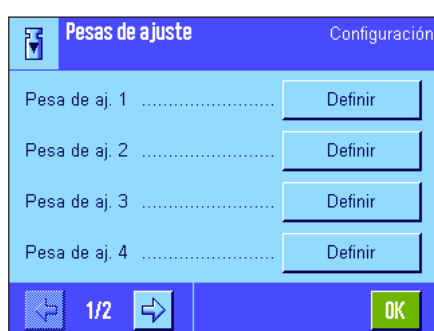 Pesas de ajuste Configuración
Pesa de aj. 1 ........................ Definir
Pesa de aj. 2 ........................ Definir
Pesa de aj. 3 ........................ Definir
Pesa de aj. 4 ........................ Definir
1/2 OK